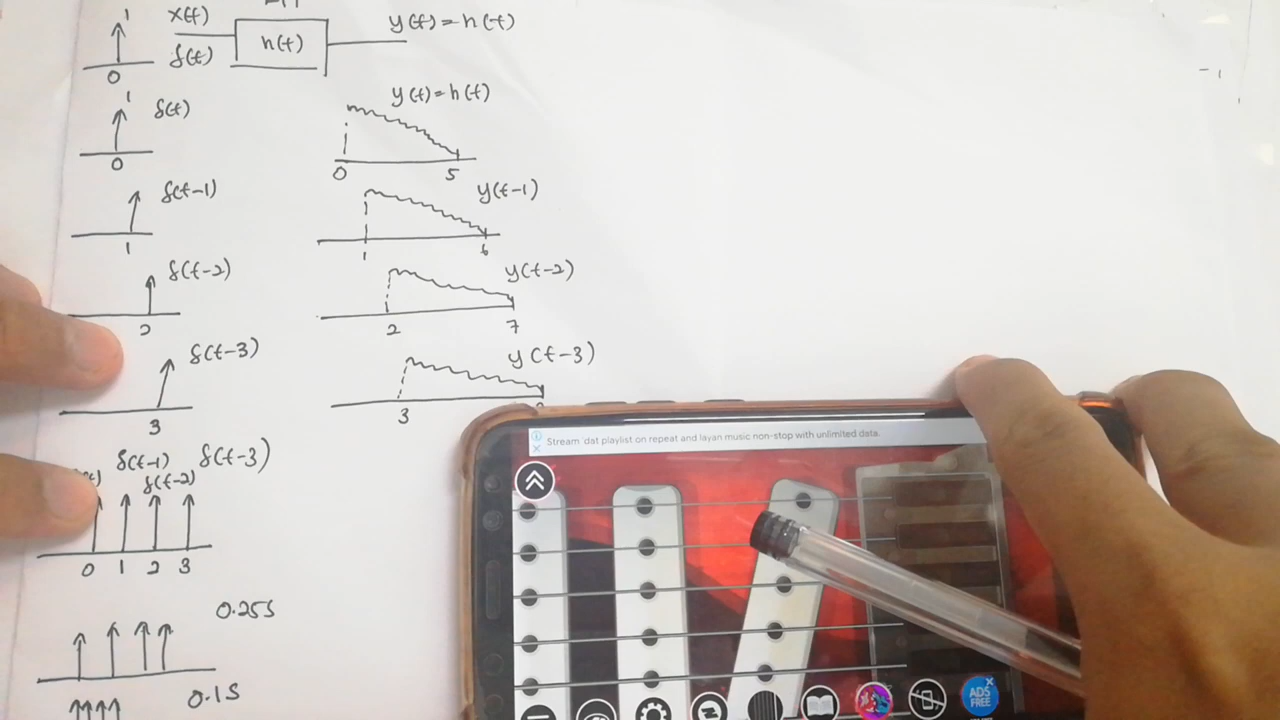 1 x(t) y(t)=h(t)
h(t)
0 δ(t)
y(t)=h(t)
1 δ(t)
0 0 5
δ(t-1) y(t-1)
1 1 6
δ(t-2) y(t-2)
2 2 7
δ(t-3) y(t-3)
3 3
δ(t-1) δ(t-2) δ(t-3)
0 1 2 3
0.25s
0.1s
Stream dat playlist on repeat and layan music non-stop with unlimited data.
ADS
FREE